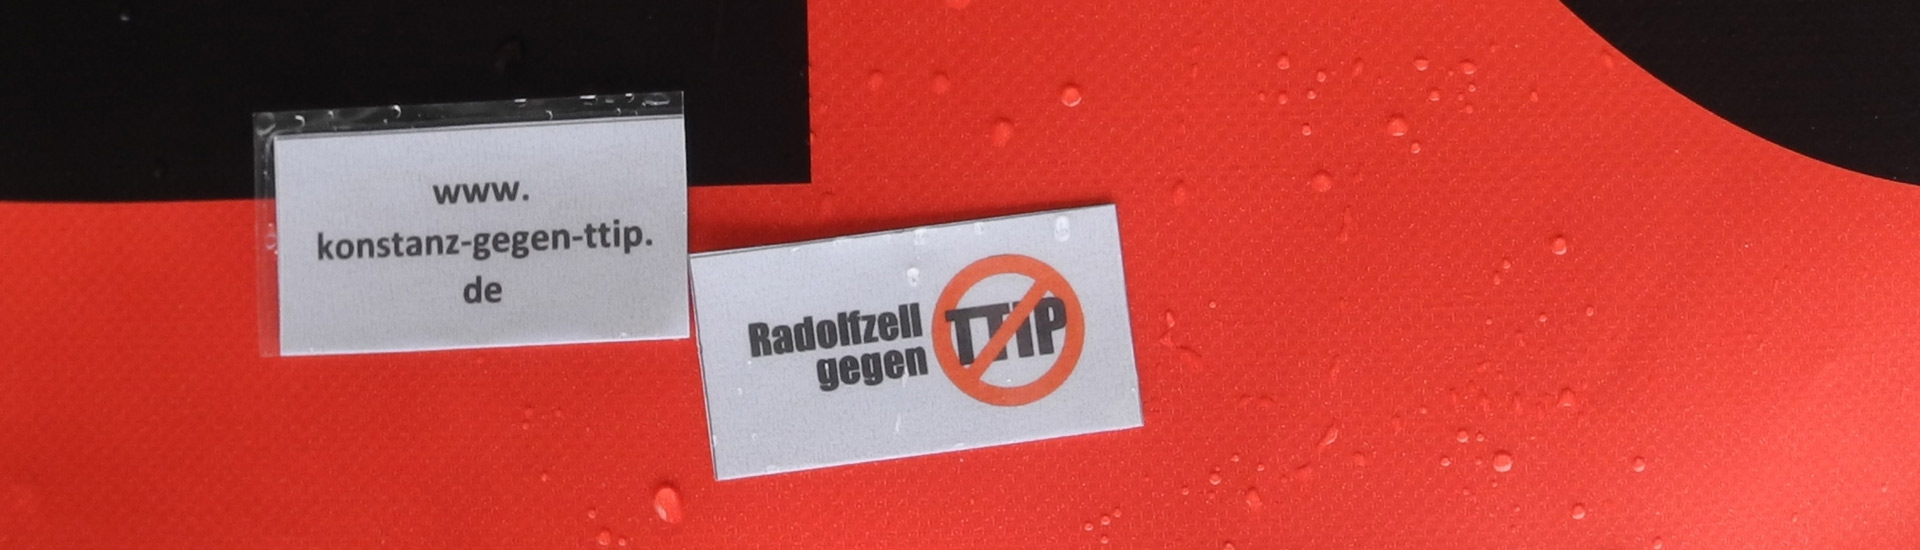 www.
konstanz-gegen-ttip.
de
Radolfzell
gegen
TTIP